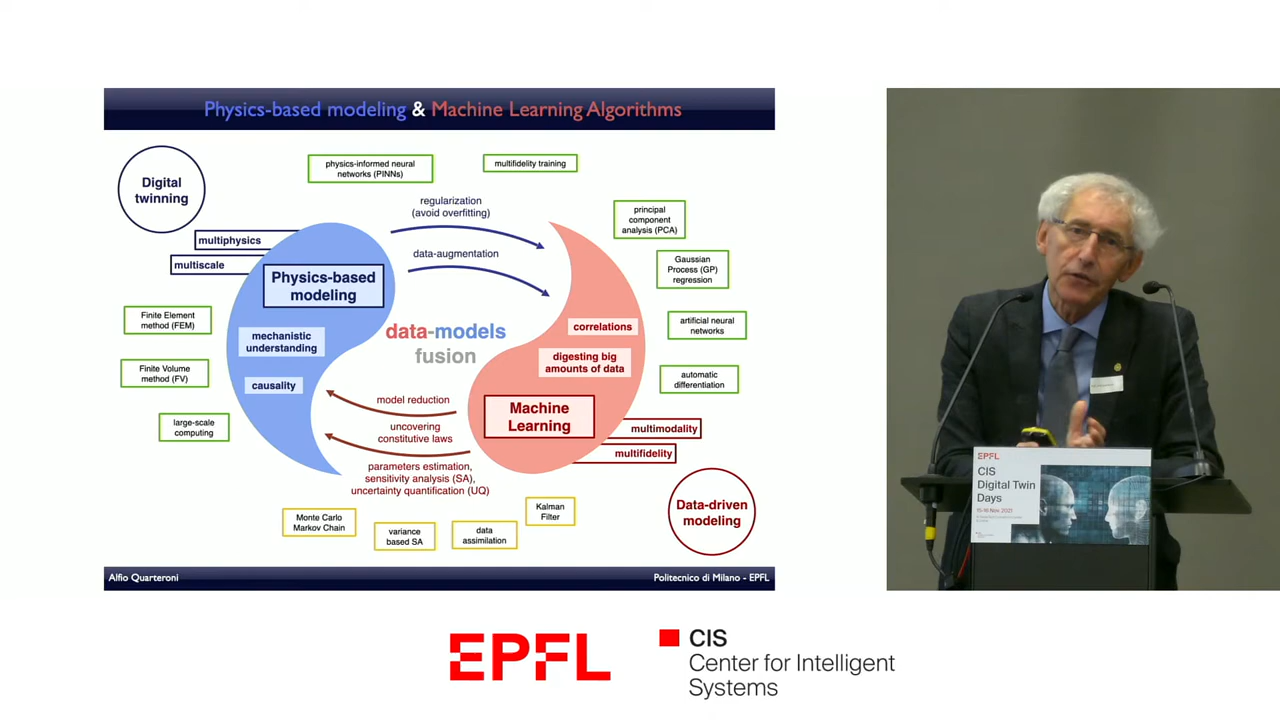 Physics-based modeling & Machine Learning Algorithms
Digital
twinning
physics-informed neural
networks (PINNs)
multifidelity training
regularization
(avoid overfitting)
data-augmentation
principal
component
analysis (PCA)
Gaussian
Process (GP)
regression
artificial neural
networks
automatic
differentiation
multiphysics
multiscale
Physics-based
modeling
Finite Element
method (FEM)
mechanistic
understanding
Finite Volume
method (FV)
causality
large-scale
computing
data-models
fusion
correlations
digesting big
amounts of data
Machine
Learning
multimodality
multifidelity
model reduction
uncovering
constitutive laws
parameters estimation,
sensitivity analysis (SA),
uncertainty quantification (UQ)
Monte Carlo
Markov Chain
variance
based SA
data
assimilation
Kalman
Filter
Data-driven
modeling
Alfio Quarteroni
Politecnico di Milano - EPFL
EPFL
CIS
Digital Twin
Days
EPFL
CIS
Center for Intelligent
Systems